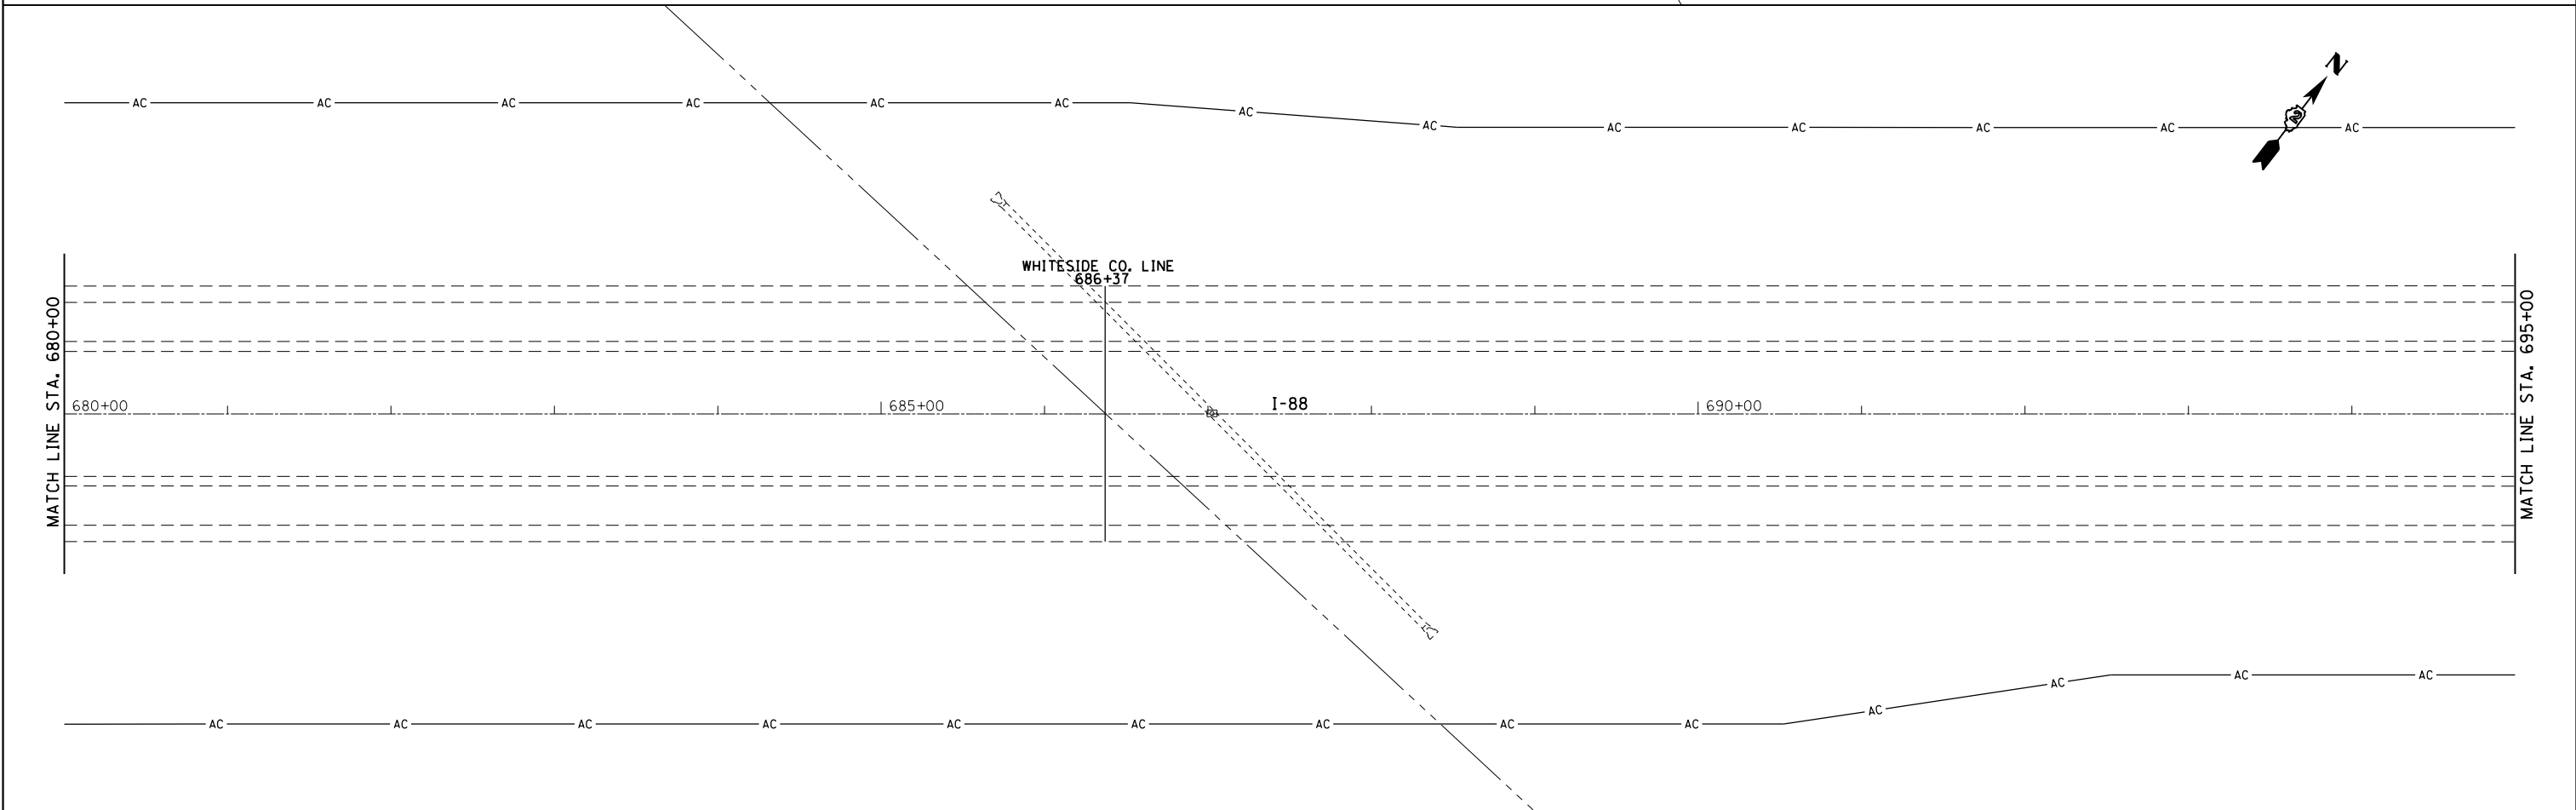 N
AC AC AC AC AC AC AC AC AC AC AC AC AC
WHITESIDE CO. LINE
686+37
MATCH LINE STA. 680+00
680+00 685+00 I-88 690+00
MATCH LINE STA. 695+00
AC AC AC AC AC AC AC AC AC AC AC AC AC